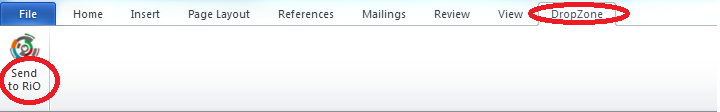 File Home Insert Page Layout References Mailings Review View DropZone
Send
to RiO